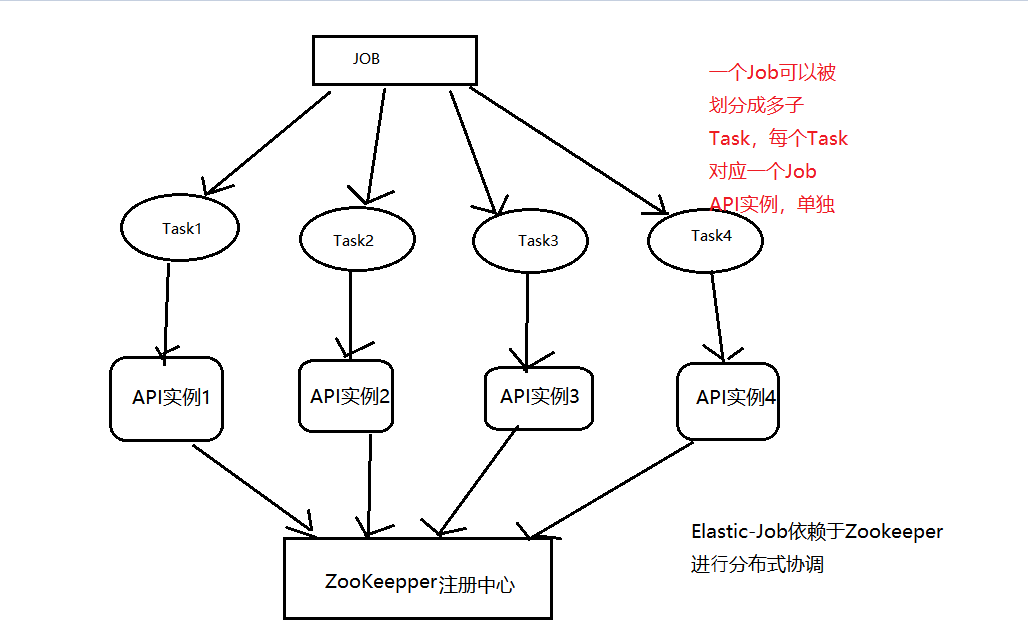 JOB
一个Job可以被
划分成多子
Task，每个Task
对应一个Job
API实例，单独
Task1
Task2
Task3
Task4
API实例1
API实例2
API实例3
API实例4
Elastic-Job依赖于Zookeeper
进行分布式协调
ZooKeepper注册中心